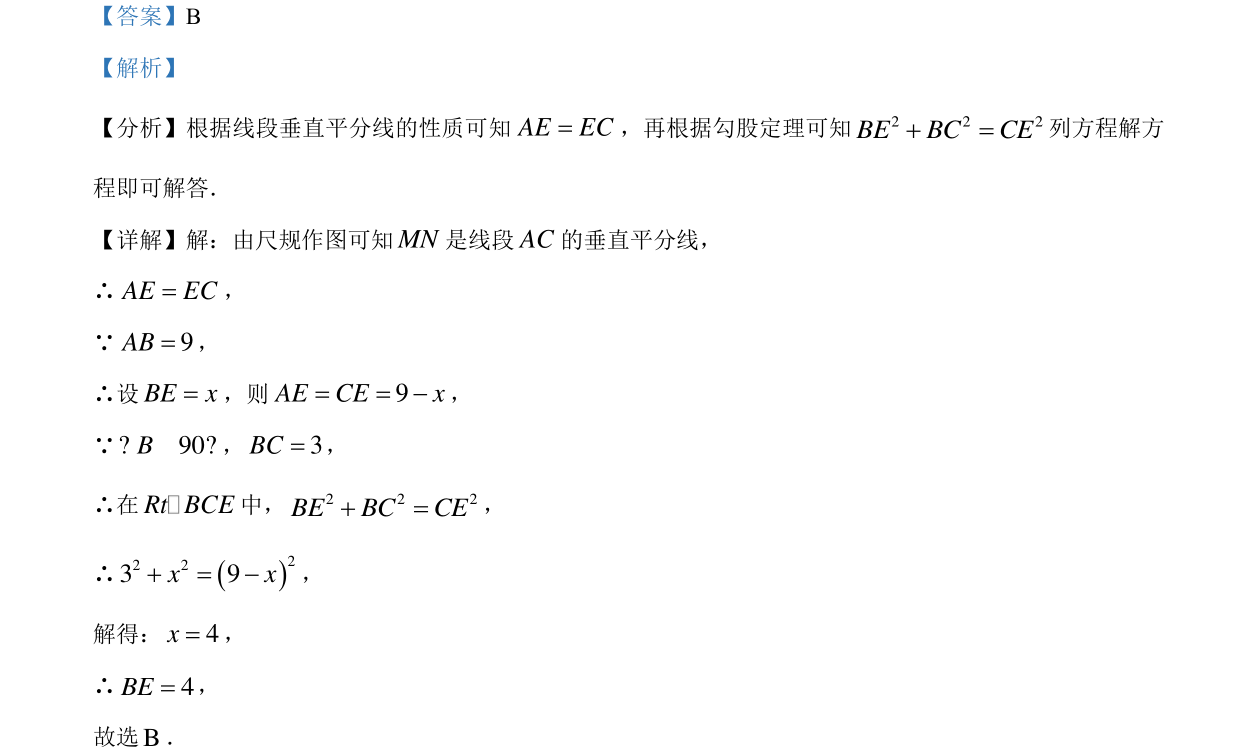 【答案】B
【解析】
【分析】根据线段垂直平分线的性质可知 AE = EC ，再根据勾股定理可知 BE² + BC² = CE² 列方程解方
程即可解答．
【详解】解：由尺规作图可知 MN 是线段 AC 的垂直平分线，
∴ AE = EC ，
∵ AB = 9，
∴设 BE = x ，则 AE = CE = 9 − x ，
∵ ? B 90? ， BC = 3，
∴在 Rt□ BCE 中， BE² + BC² = CE² ，
∴ 3² + x² = (9 − x)² ，
解得： x = 4 ，
∴ BE = 4，
故选 B ．